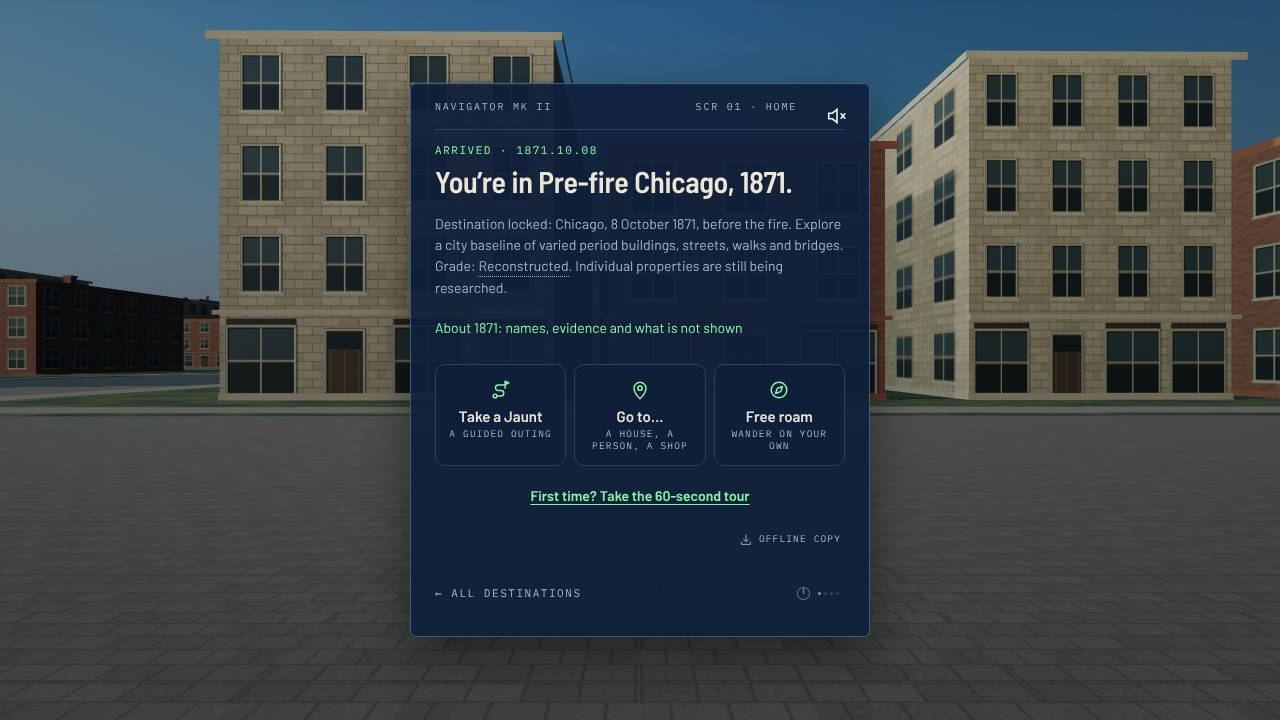 NAVIGATOR MK II
SCR 01 · HOME
ARRIVED · 1871.10.08
You’re in Pre-fire Chicago, 1871.
Destination locked: Chicago, 8 October 1871, before the fire. Explore
a city baseline of varied period buildings, streets, walks and bridges.
Grade: Reconstructed. Individual properties are still being
researched.
About 1871: names, evidence and what is not shown
Take a Jaunt
A GUIDED OUTING
Go to…
A HOUSE, A
PERSON, A SHOP
Free roam
WANDER ON YOUR
OWN
First time? Take the 60-second tour
OFFLINE COPY
← ALL DESTINATIONS